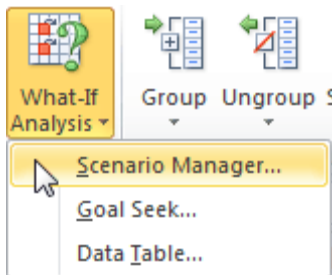 What-If
Analysis
Group
Ungroup
Scenario Manager...
Goal Seek...
Data Table...